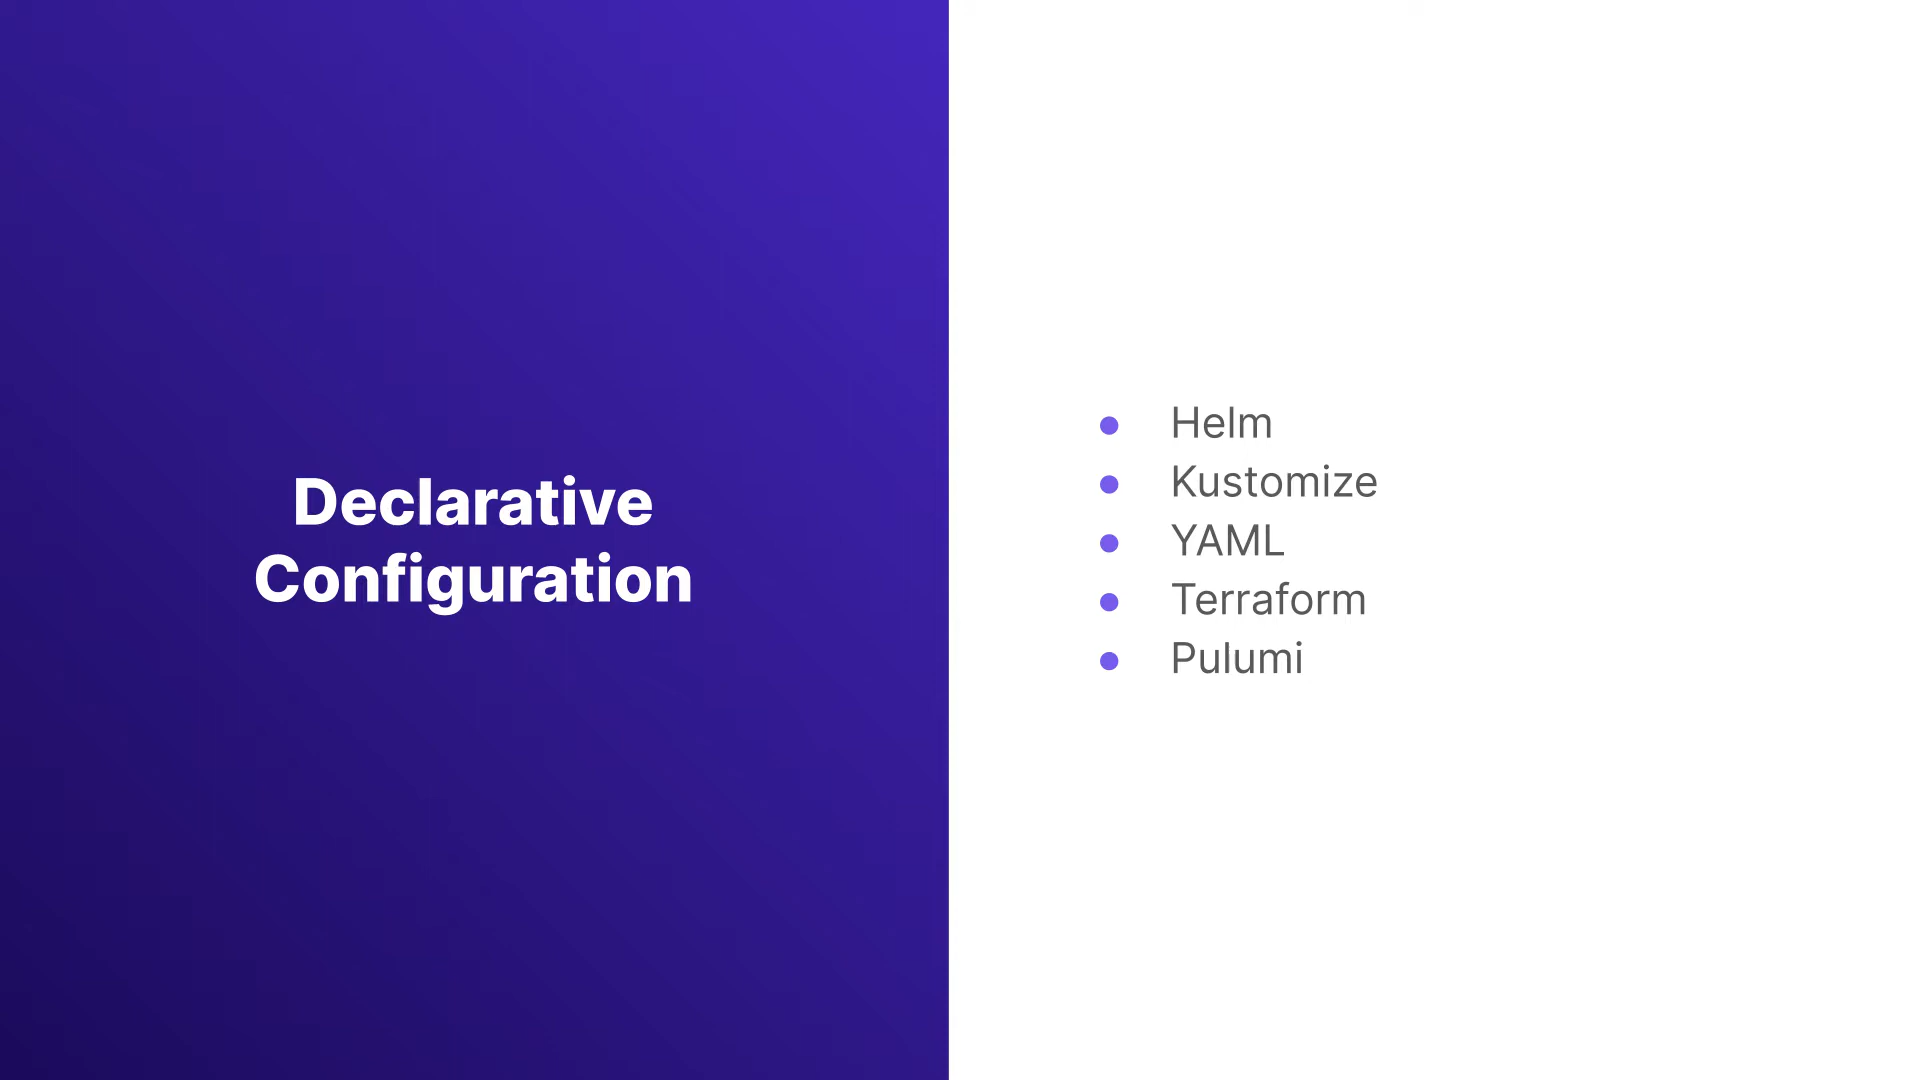 Declarative
Configuration
Helm
Kustomize
YAML
Terraform
Pulumi